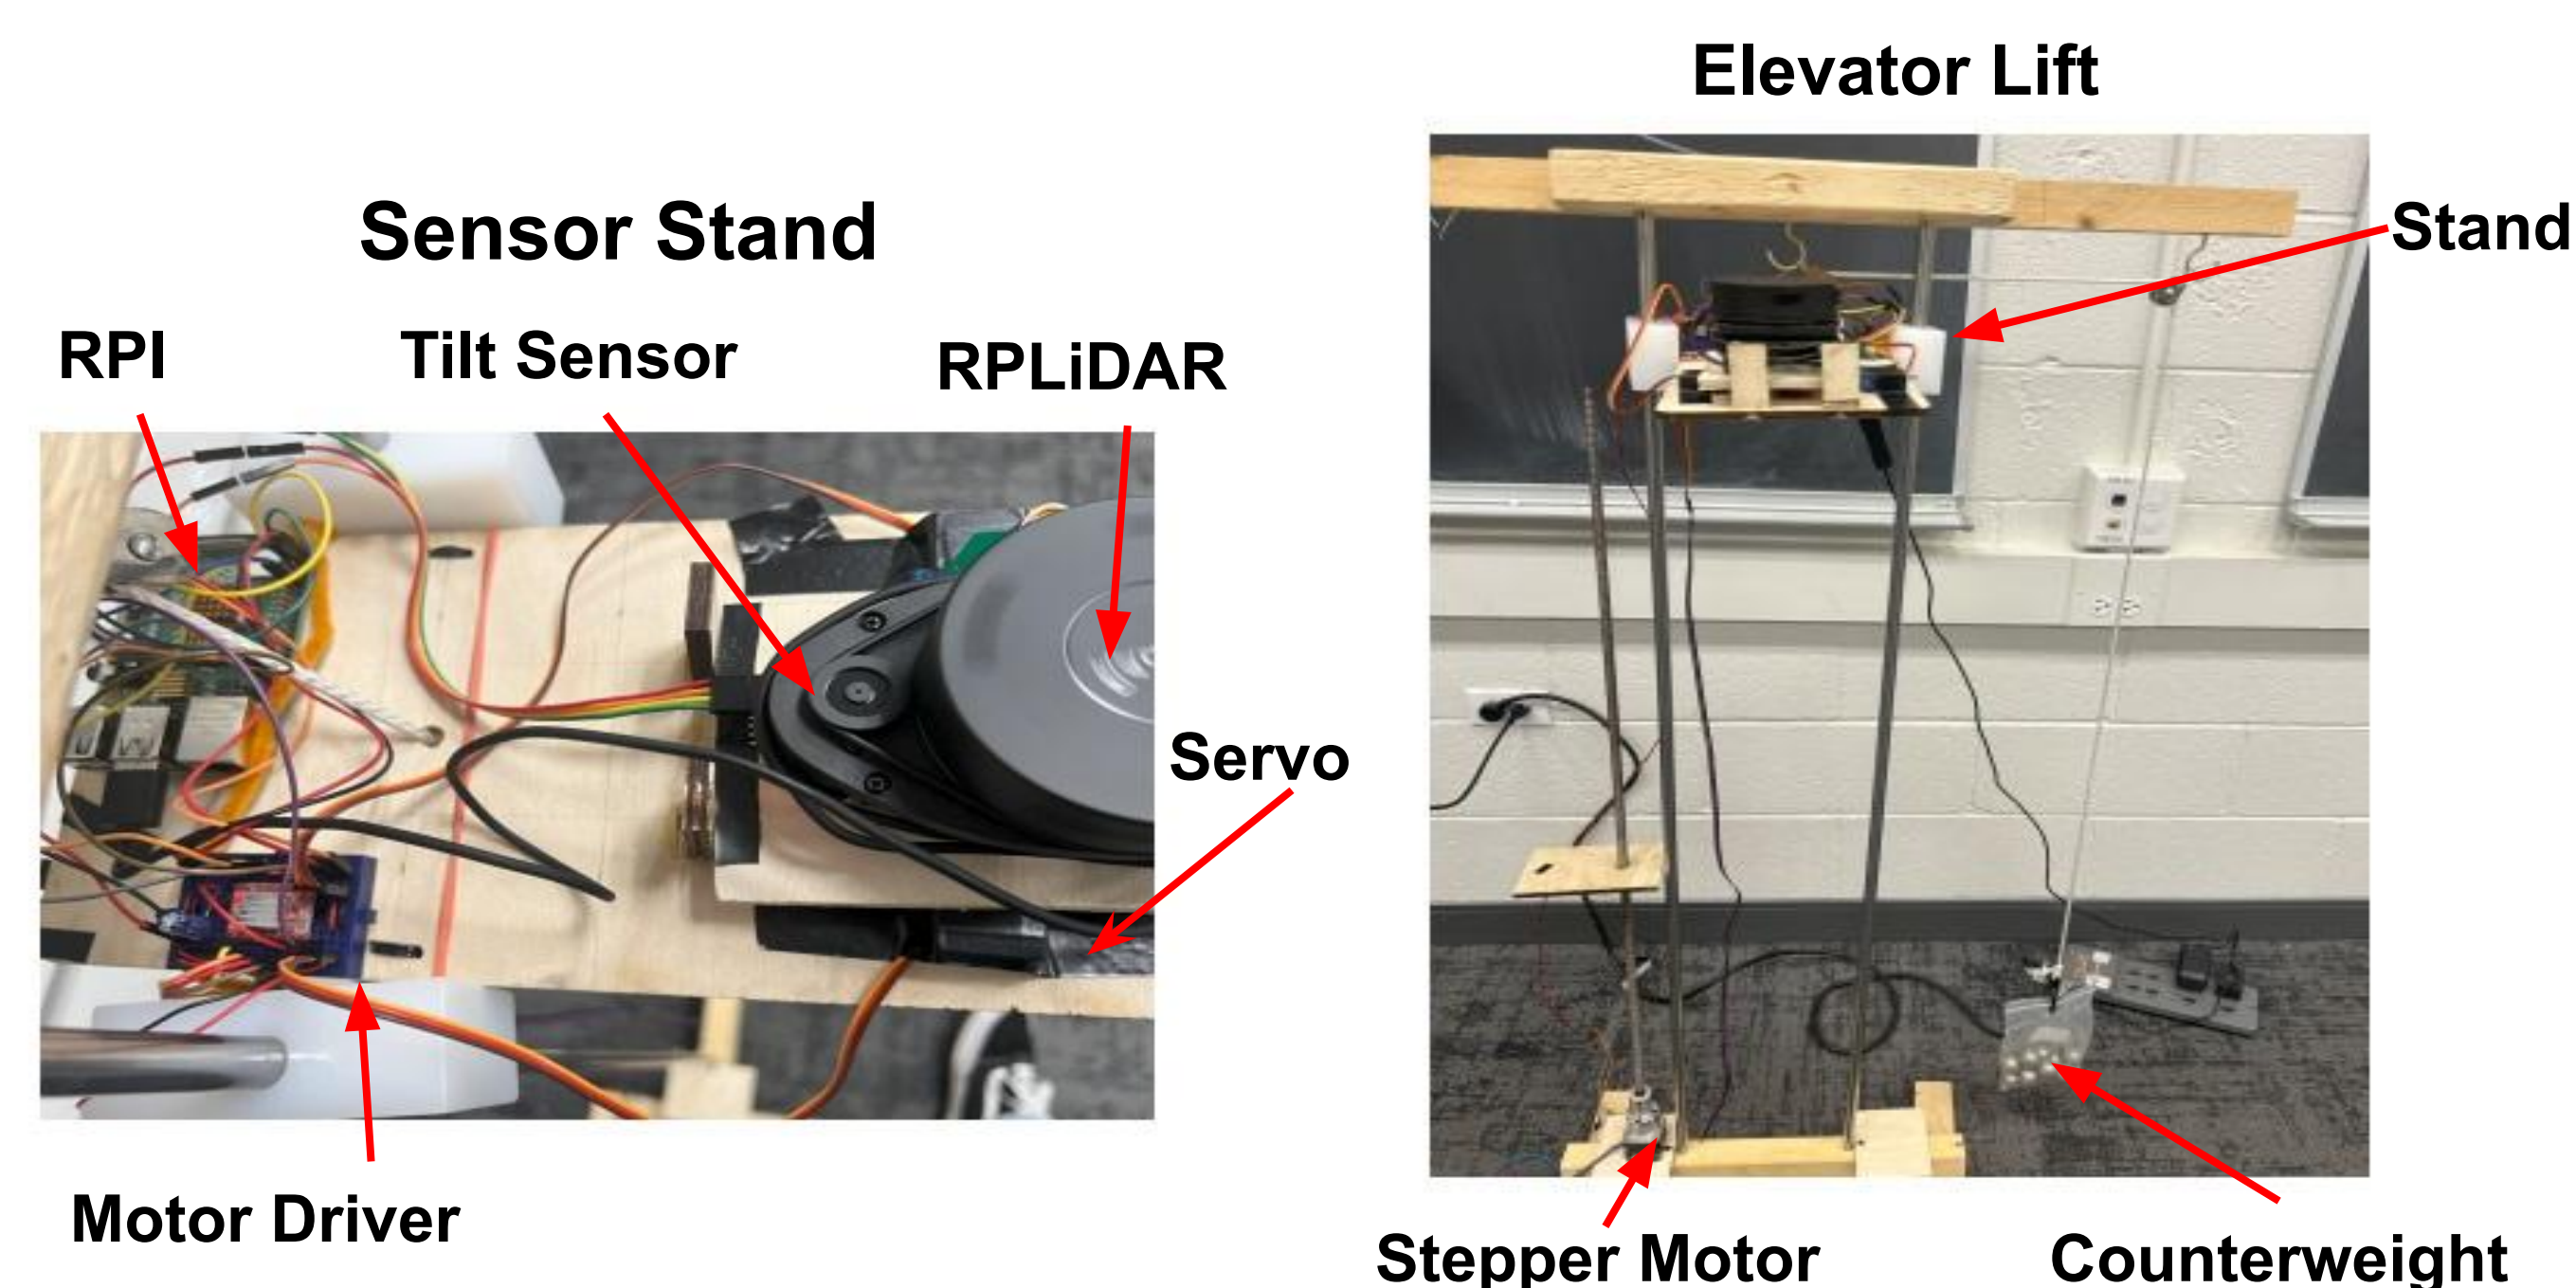 Elevator Lift
Sensor Stand
Stand
RPI
Tilt Sensor
RPLiDAR
Servo
Motor Driver
Stepper Motor
Counterweight